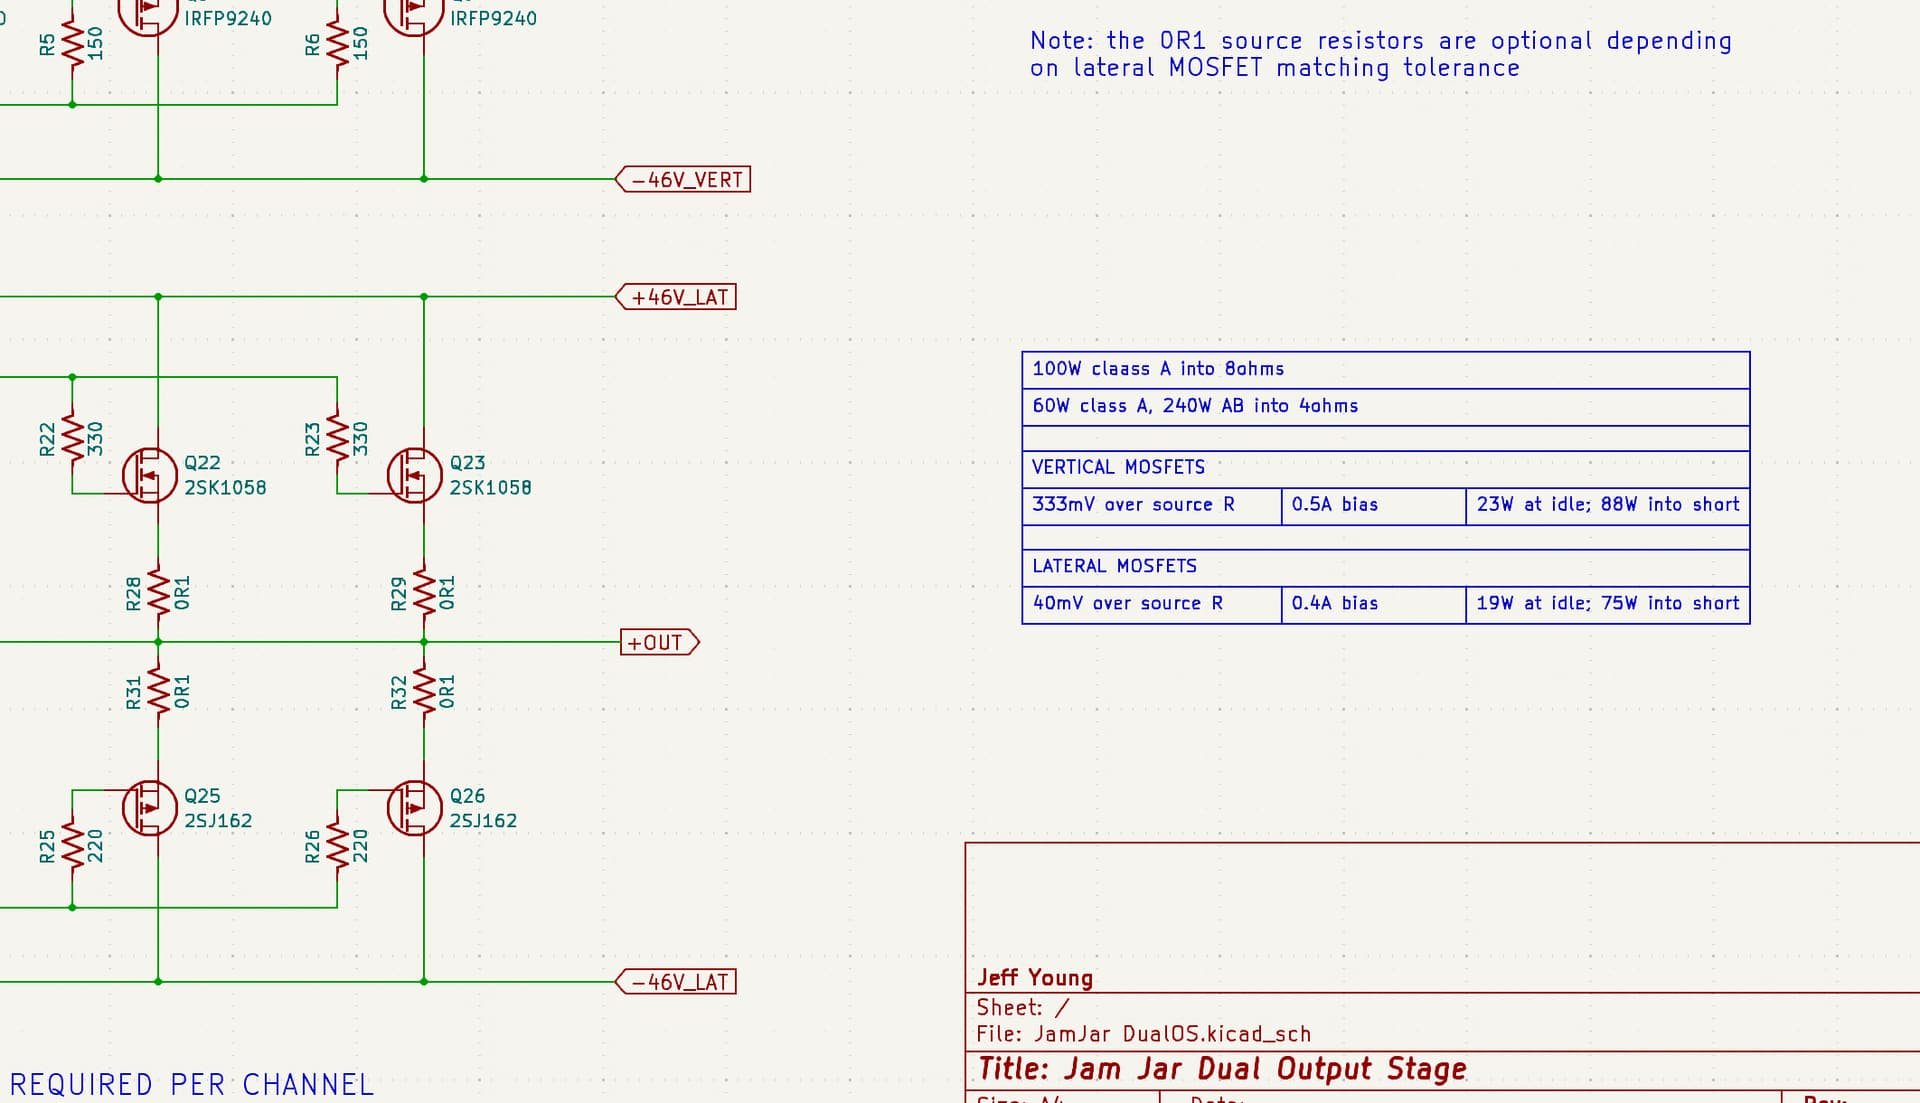 IRFP9240
IRFP9240
R5
150
R6
150
Note: the 0R1 source resistors are optional depending
on lateral MOSFET matching tolerance
-46V_VERT
+46V_LAT
100W claass A into 8ohms
60W class A, 240W AB into 4ohms
VERTICAL MOSFETS
333mV over source R
0.5A bias
23W at idle; 88W into short
LATERAL MOSFETS
40mV over source R
0.4A bias
19W at idle; 75W into short
R22
330
R23
330
Q22
2SK1058
Q23
2SK1058
R28
0R1
R29
0R1
+OUT
R31
0R1
R32
0R1
Q25
2SJ162
Q26
2SJ162
R25
220
R26
220
-46V_LAT
Jeff Young
Sheet: /
File: JamJar DualOS.kicad_sch
Title: Jam Jar Dual Output Stage
REQUIRED PER CHANNEL